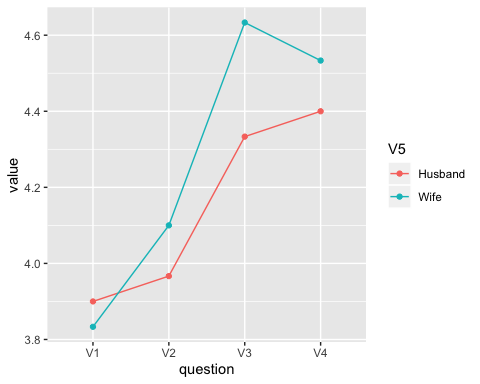 4.6
4.4
4.2
4.0
3.8
value
V1 V2 V3 V4
question
V5
Husband
Wife